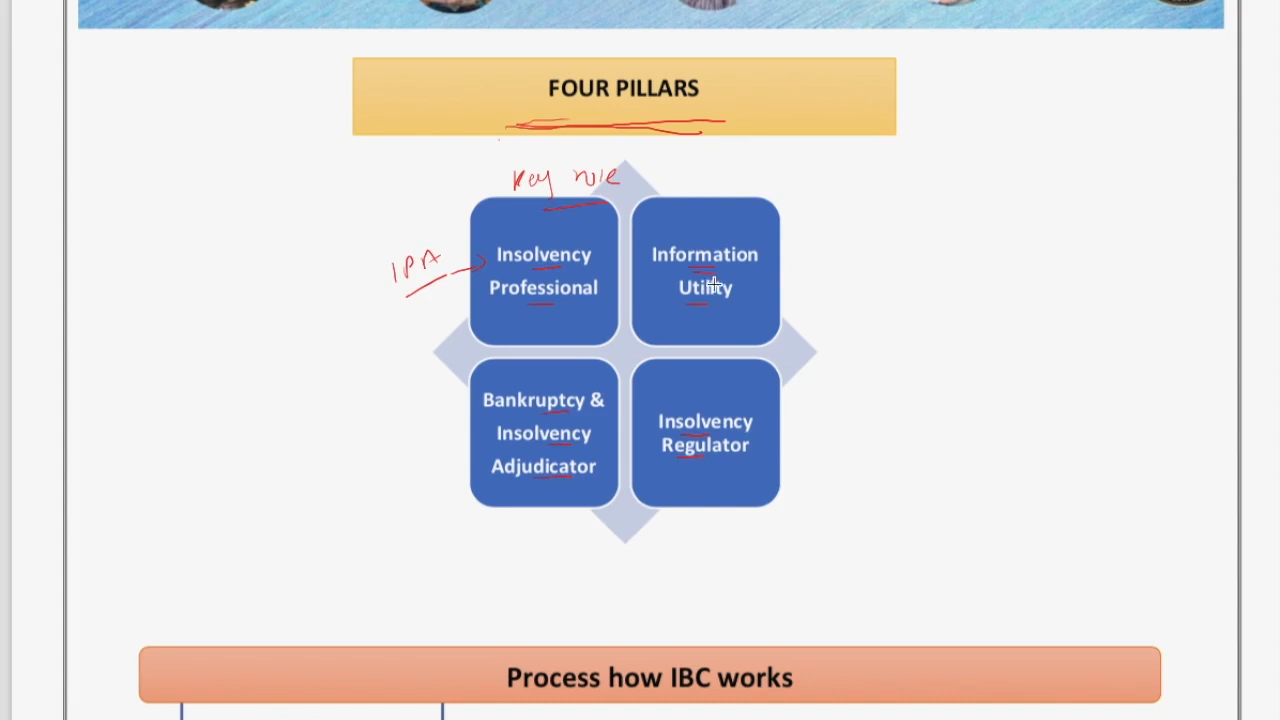 FOUR PILLARS
Key role
IPA
Insolvency
Professional
Information
Utility
Bankruptcy &
Insolvency
Adjudicator
Insolvency
Regulator
Process how IBC works